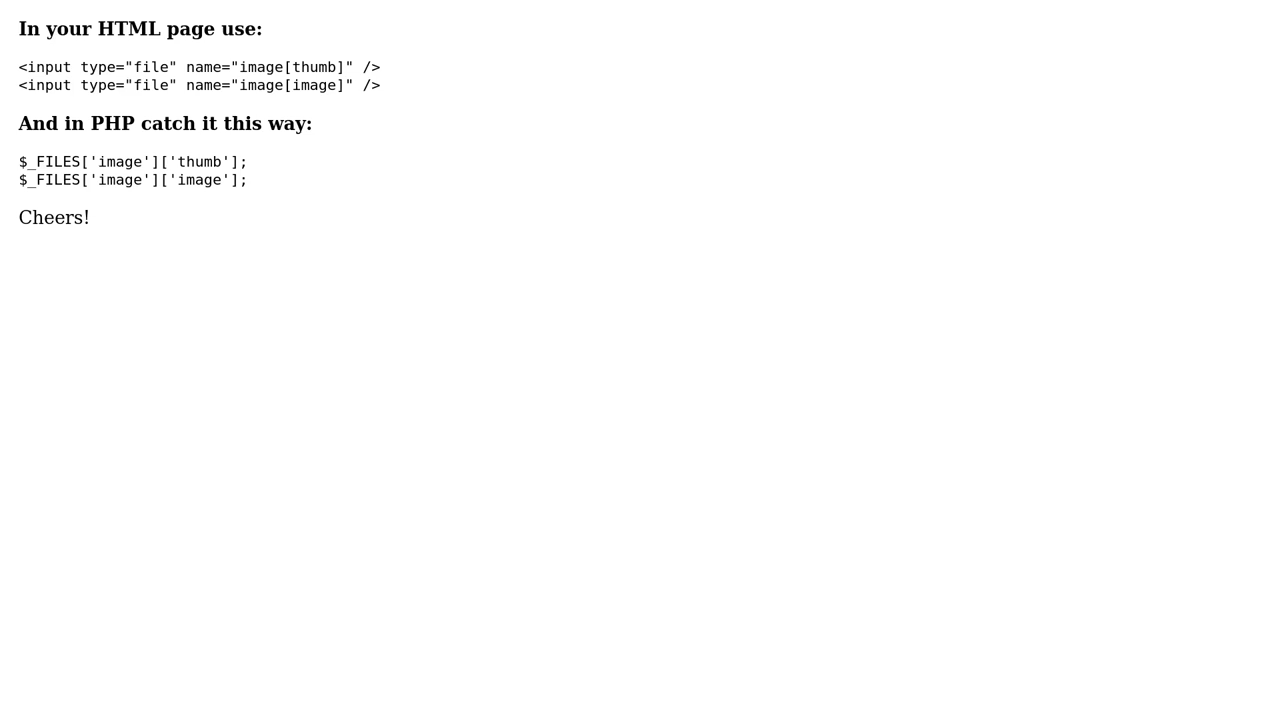 In your HTML page use:
<input type="file" name="image[thumb]" />
<input type="file" name="image[image]" />
And in PHP catch it this way:
$_FILES['image']['thumb'];
$_FILES['image']['image'];
Cheers!